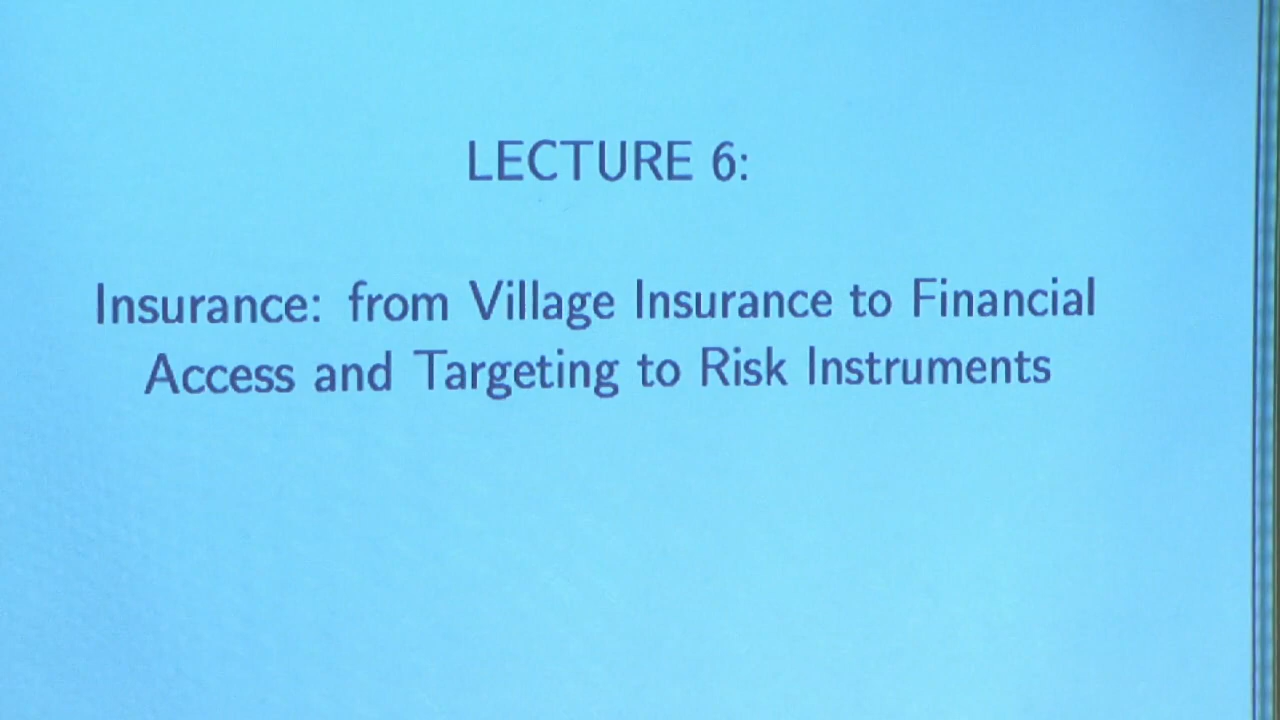 LECTURE 6:
Insurance: from Village Insurance to Financial
Access and Targeting to Risk Instruments